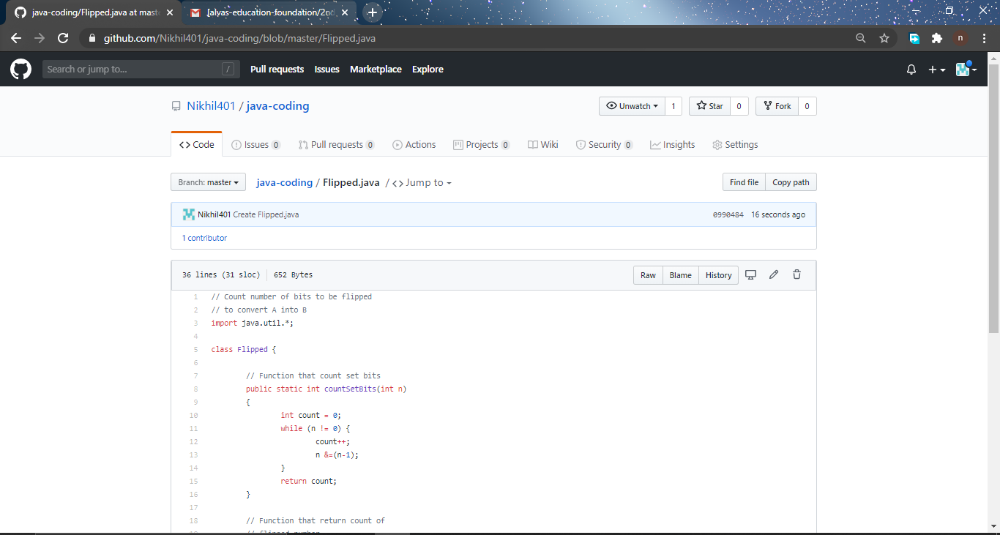 java-coding/Flipped.java at mast
alyas-education-foundation/2nd
github.com/Nikhil401/java-coding/blob/master/Flipped.java
n
Search or jump to... /
Pull requests Issues Marketplace Explore
Nikhil401 / java-coding
Unwatch 1 Star 0 Fork 0
<> Code Issues 0 Pull requests 0 Actions Projects 0 Wiki Security 0 Insights Settings
Branch: master java-coding / Flipped.java / <> Jump to Find file Copy path
Nikhil401 Create Flipped.java 0990484 16 seconds ago
1 contributor
36 lines (31 sloc) 652 Bytes Raw Blame History
1 // Count number of bits to be flipped
2 // to convert A into B
3 import java.util.*;
4
5 class Flipped {
6
7 // Function that count set bits
8 public static int countSetBits(int n)
9 {
10 int count = 0;
11 while (n != 0) {
12 count++;
13 n &=(n-1);
14 }
15 return count;
16 }
17
18 // Function that return count of
19 // flipped number